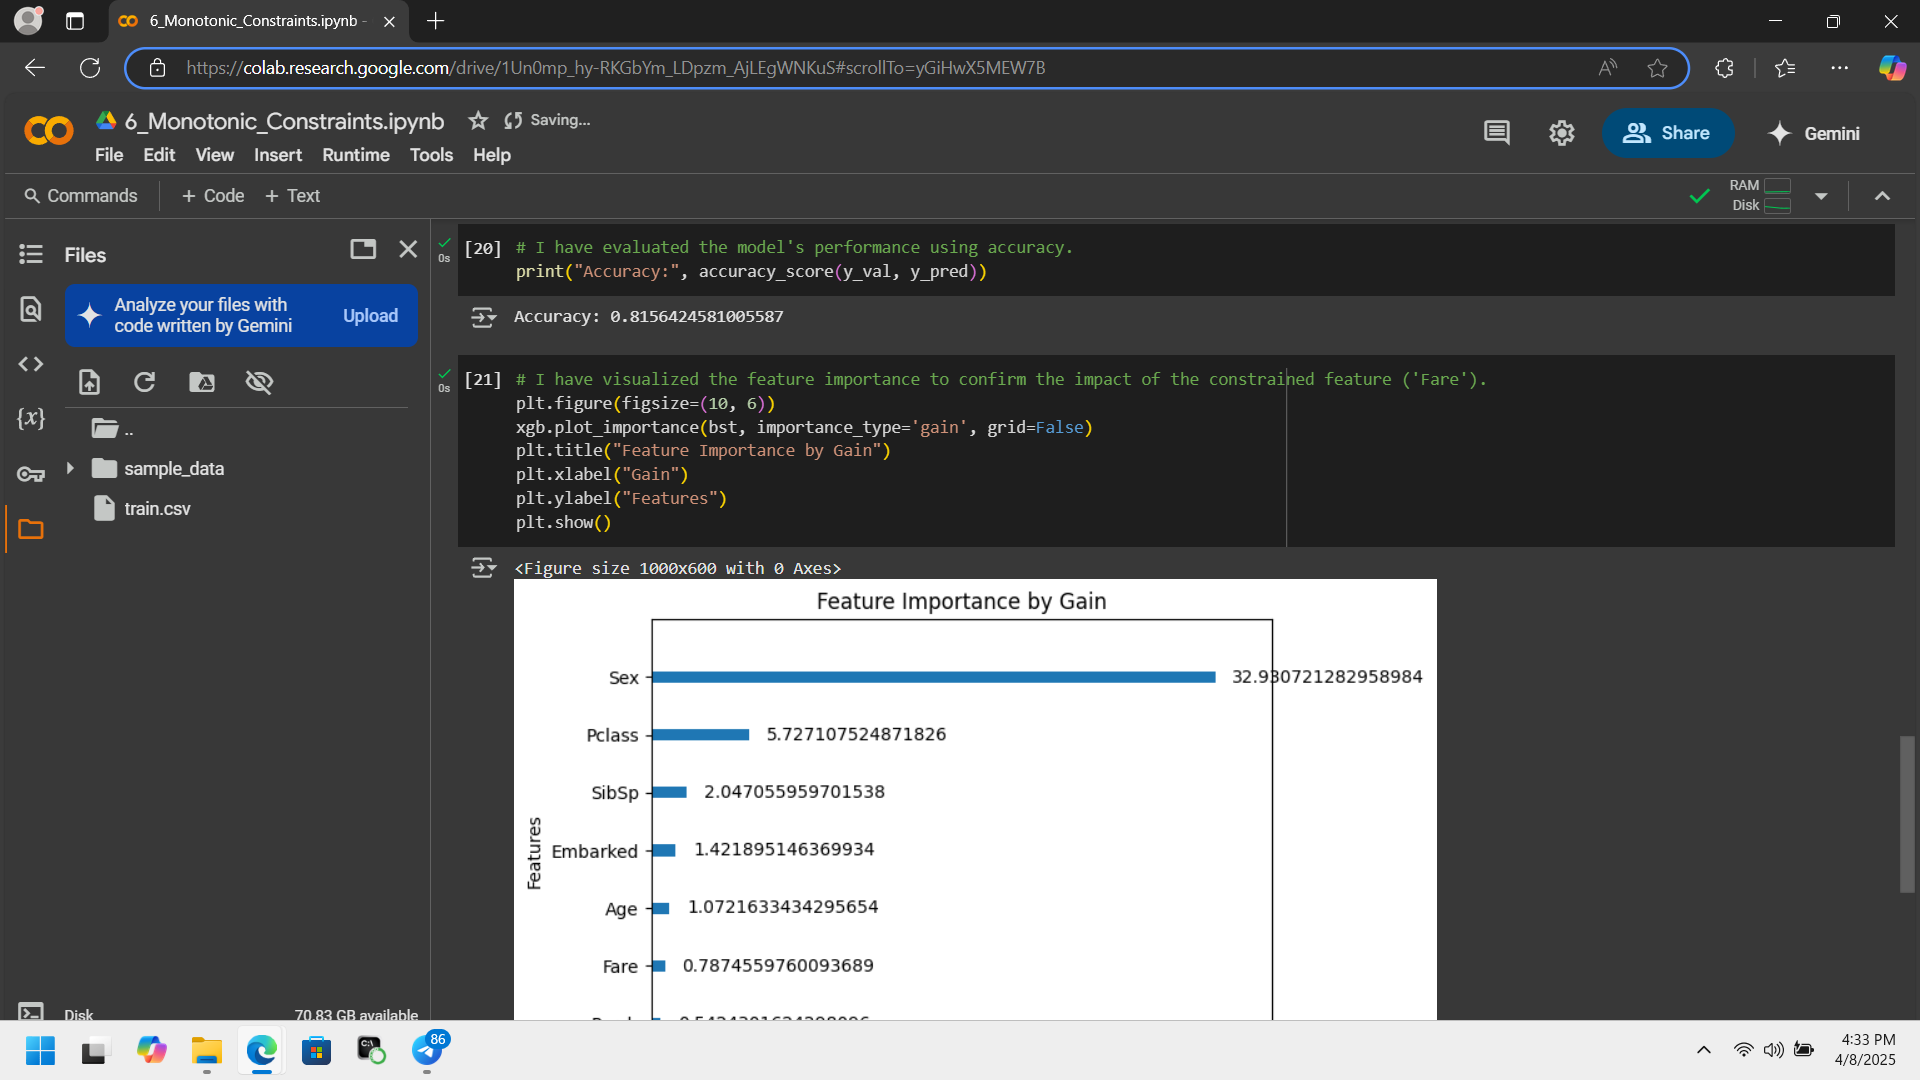 6_Monotonic_Constraints.ipynb -
https://colab.research.google.com/drive/1Un0mp_hy-RKGbYm_LDpzm_AjLEgWNKuS#scrollTo=yGiHwX5MEW7B
6_Monotonic_Constraints.ipynb
Saving...
File Edit View Insert Runtime Tools Help
Share
Gemini
Commands
+ Code + Text
RAM
Disk
Files
Analyze your files with
code written by Gemini
Upload
..
sample_data
train.csv
Disk
70.83 GB available
0s
[20] # I have evaluated the model's performance using accuracy.
print("Accuracy:", accuracy_score(y_val, y_pred))
Accuracy: 0.8156424581005587
0s
[21] # I have visualized the feature importance to confirm the impact of the constrained feature ('Fare').
plt.figure(figsize=(10, 6))
xgb.plot_importance(bst, importance_type='gain', grid=False)
plt.title("Feature Importance by Gain")
plt.xlabel("Gain")
plt.ylabel("Features")
plt.show()
<Figure size 1000x600 with 0 Axes>
Feature Importance by Gain
Features
Sex 32.930721282958984
Pclass 5.727107524871826
SibSp 2.047055959701538
Embarked 1.421895146369934
Age 1.0721633434295654
Fare 0.7874559760093689
86
4:33 PM
4/8/2025